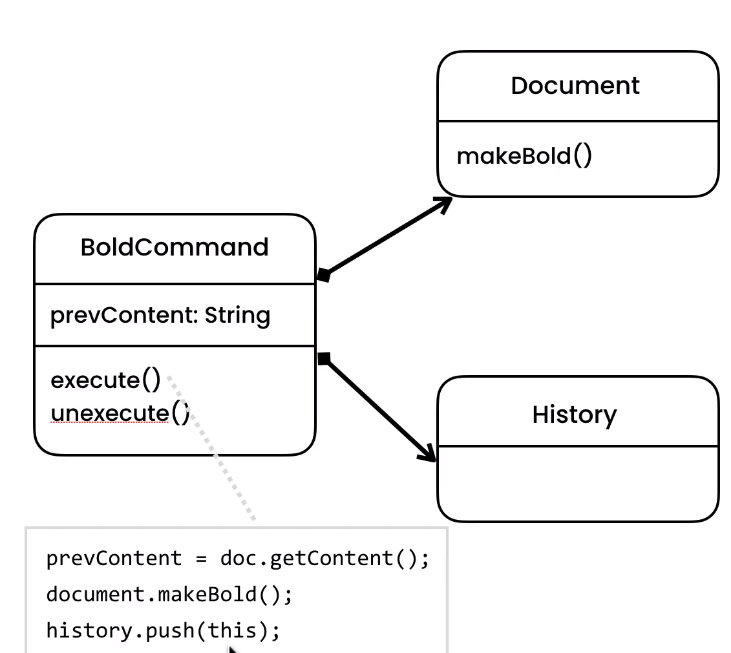 Document
makeBold()
BoldCommand
prevContent: String
execute()
unexecute()
History
prevContent = doc.getContent();
document.makeBold();
history.push(this);